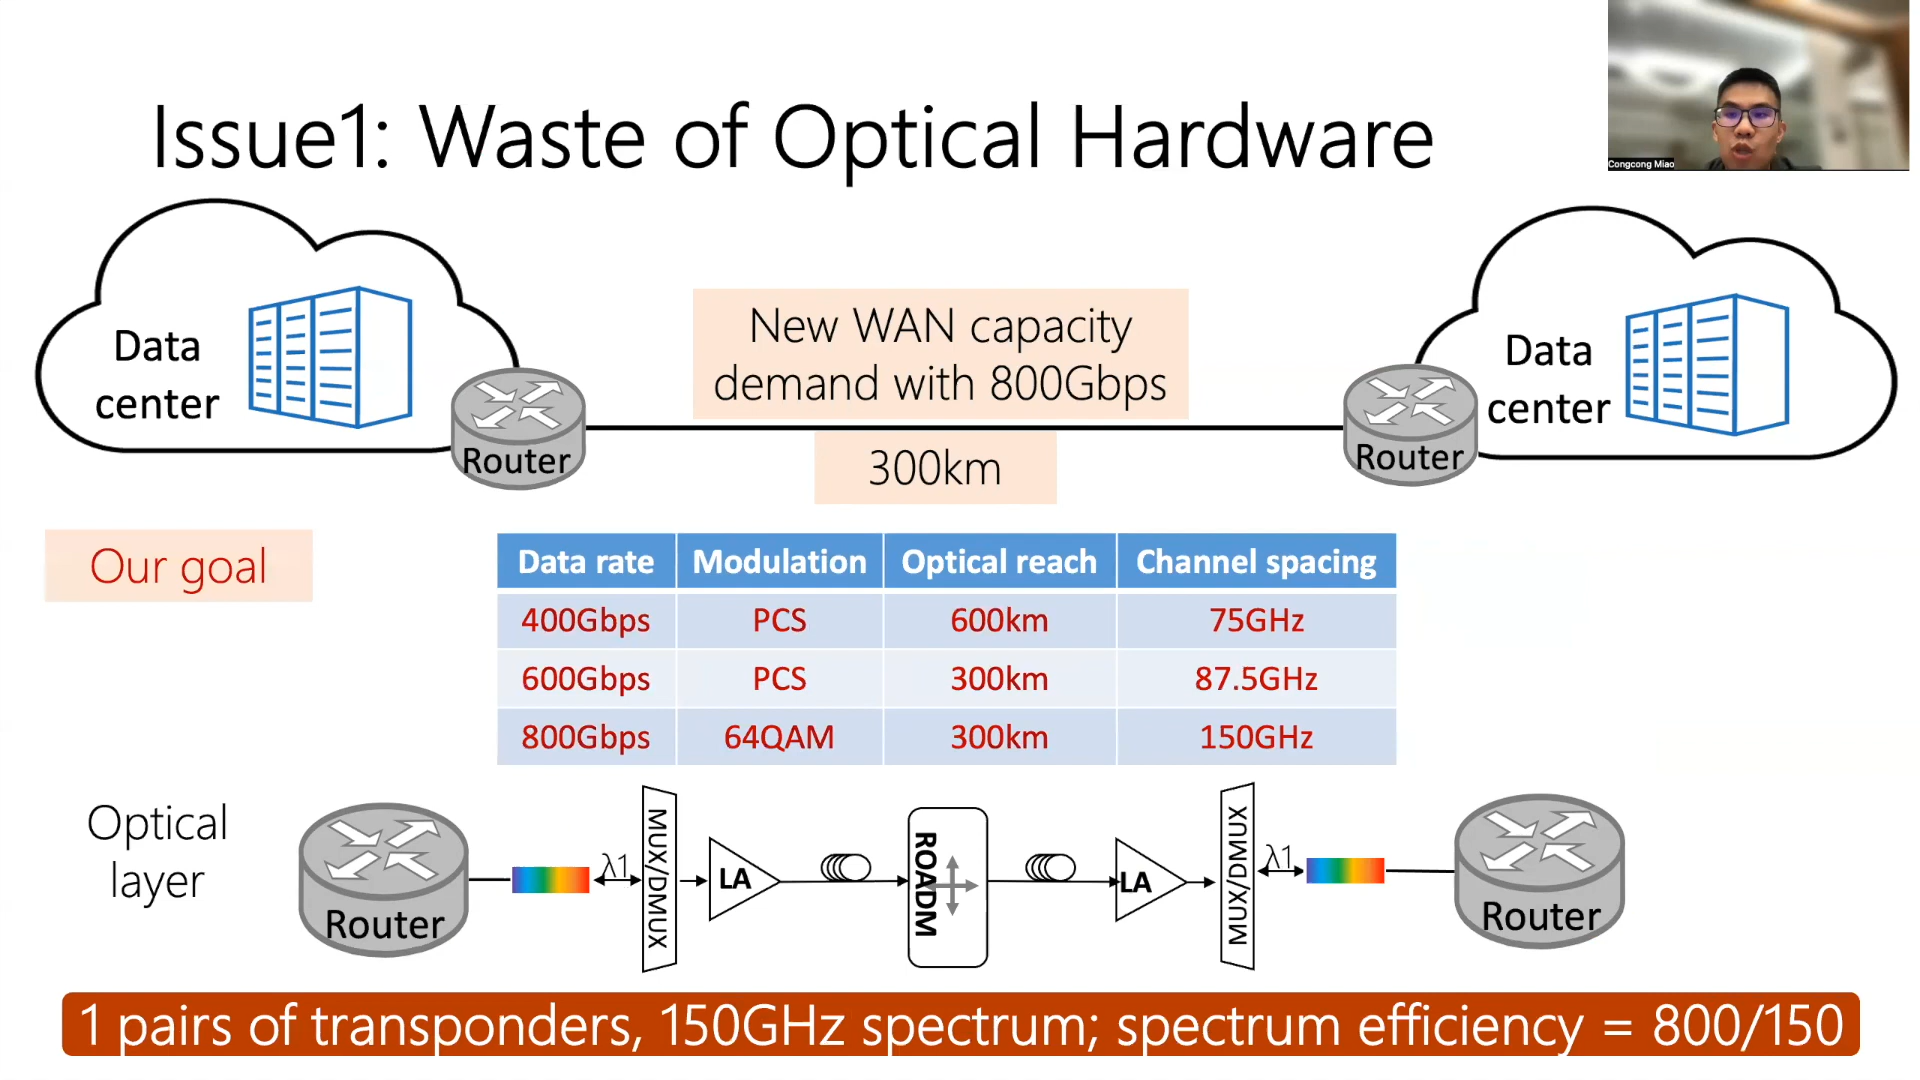 Issue1: Waste of Optical Hardware
Congcong Miao
Data
center
Router
New WAN capacity
demand with 800Gbps
300km
Router
Data
center
Our goal
Data rate Modulation Optical reach Channel spacing
400Gbps PCS 600km 75GHz
600Gbps PCS 300km 87.5GHz
800Gbps 64QAM 300km 150GHz
Optical
layer
Router
λ1
MUX/DMUX
LA
ROADM
LA
MUX/DMUX
λ1
Router
1 pairs of transponders, 150GHz spectrum; spectrum efficiency = 800/150